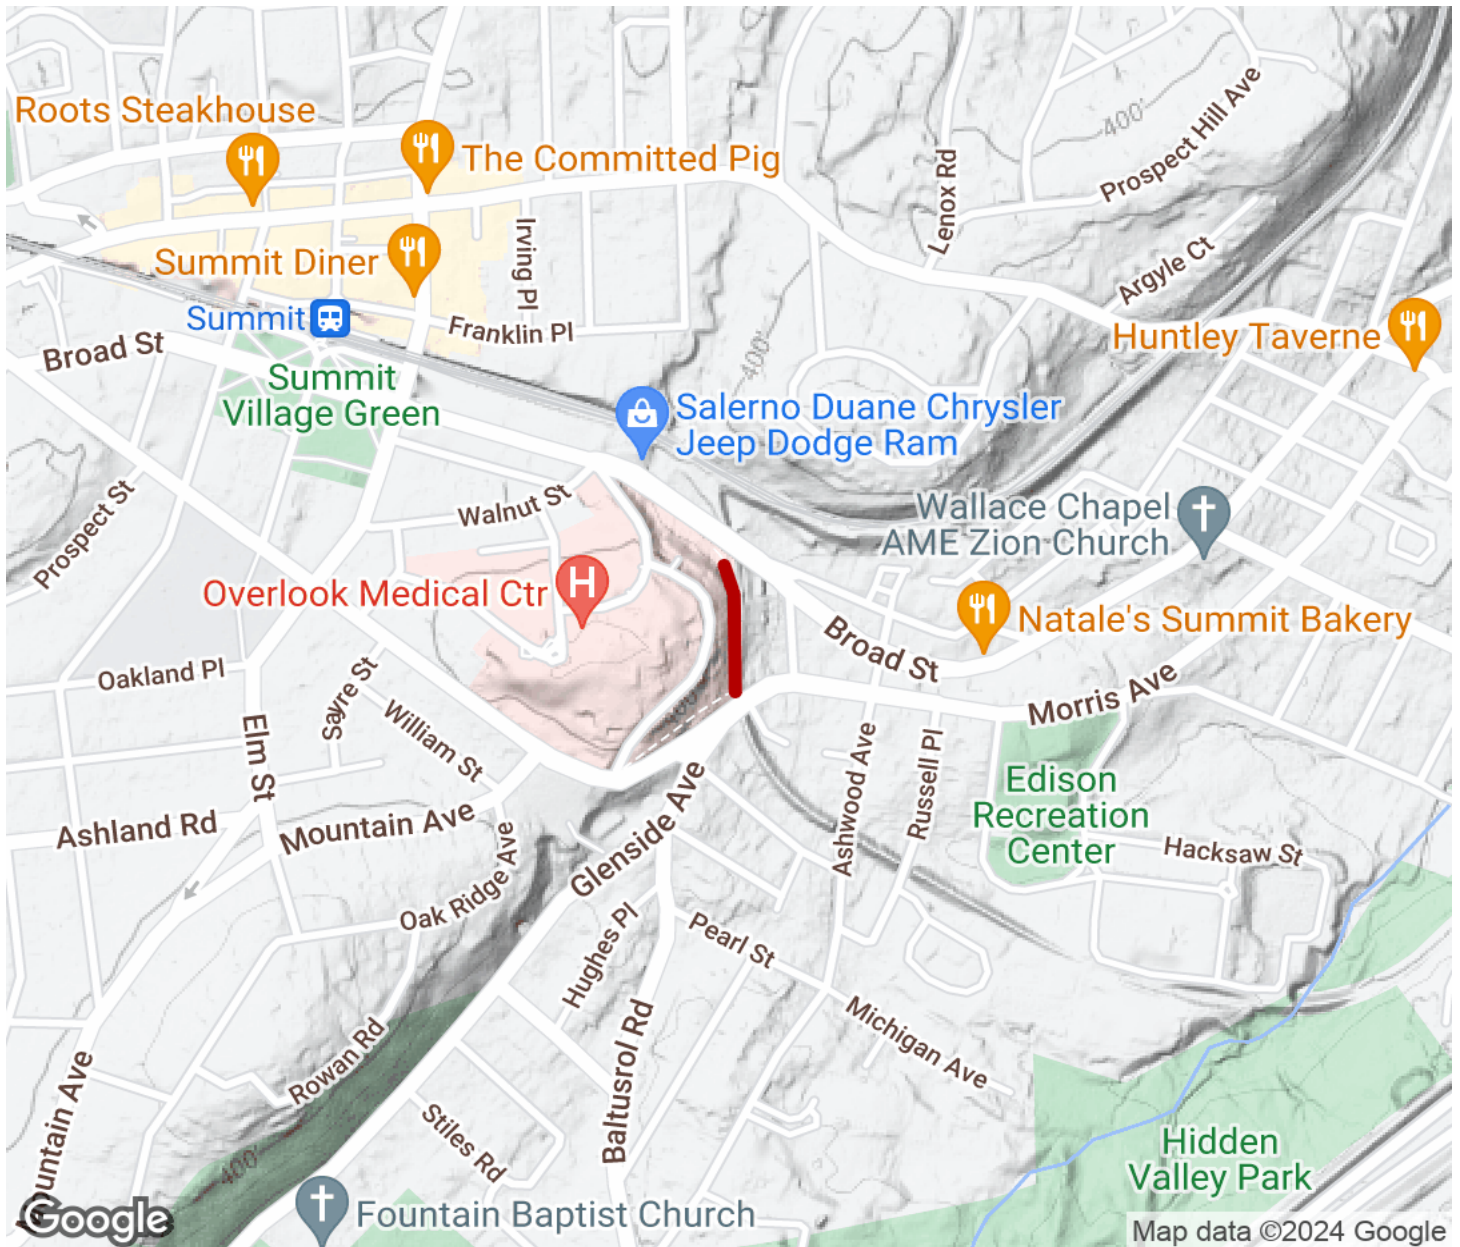 400'
Prospect Hill Ave
Roots Steakhouse
The Committed Pig
Lenox Rd
Irving Pl
Argyle Ct
Summit Diner
Summit
Franklin Pl
Huntley Taverne
Broad St
400'
Summit
Village Green
Salerno Duane Chrysler
Jeep Dodge Ram
Prospect St
Walnut St
Wallace Chapel
AME Zion Church
Overlook Medical Ctr
Natale's Summit Bakery
Broad St
Oakland Pl
Sayre St
Morris Ave
400'
William St
Elm St
Ashwood Ave
Russell Pl
Edison
Recreation
Center
Ashland Rd
Mountain Ave
Glenside Ave
Hacksaw St
Oak Ridge Ave
Hughes Pl
Pearl St
Michigan Ave
Rowan Rd
Baltusrol Rd
Mountain Ave
Stiles Rd
400'
Hidden
Valley Park
Fountain Baptist Church
Google
Map data ©2024 Google